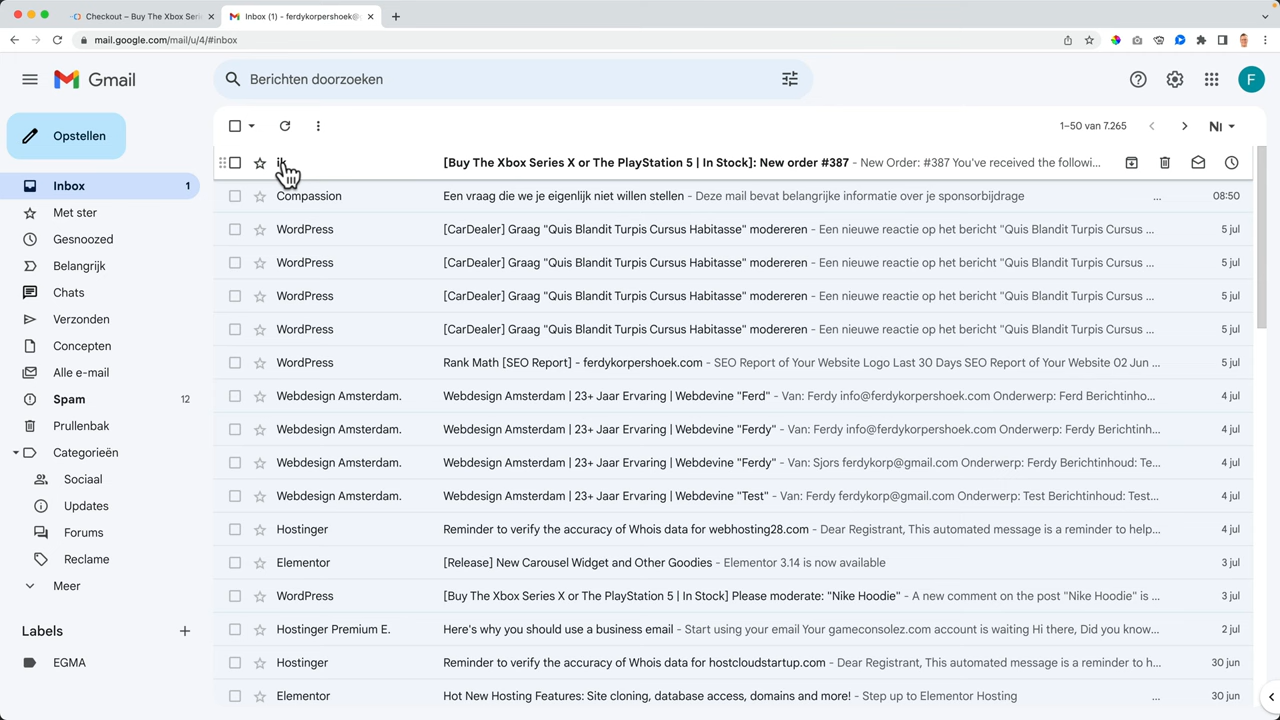 Checkout – Buy The Xbox Seri
Inbox (1) - ferdykorpershoek@
mail.google.com/mail/u/4/#inbox
Gmail
Berichten doorzoeken
F
Opstellen
1–50 van 7.265
Inbox 1
Met ster
Gesnoozed
Belangrijk
Chats
Verzonden
Concepten
Alle e-mail
Spam 12
Prullenbak
Categorieën
Sociaal
Updates
Forums
Reclame
Meer
Labels
EGMA
ik [Buy The Xbox Series X or The PlayStation 5 | In Stock]: New order #387 - New Order: #387 You've received the followi...
Compassion Een vraag die we je eigenlijk niet willen stellen - Deze mail bevat belangrijke informatie over je sponsorbijdrage ... 08:50
WordPress [CarDealer] Graag "Quis Blandit Turpis Cursus Habitasse" modereren - Een nieuwe reactie op het bericht "Quis Blandit Turpis Cursus ... 5 jul
WordPress [CarDealer] Graag "Quis Blandit Turpis Cursus Habitasse" modereren - Een nieuwe reactie op het bericht "Quis Blandit Turpis Cursus ... 5 jul
WordPress [CarDealer] Graag "Quis Blandit Turpis Cursus Habitasse" modereren - Een nieuwe reactie op het bericht "Quis Blandit Turpis Cursus ... 5 jul
WordPress [CarDealer] Graag "Quis Blandit Turpis Cursus Habitasse" modereren - Een nieuwe reactie op het bericht "Quis Blandit Turpis Cursus ... 5 jul
WordPress Rank Math [SEO Report] - ferdykorpershoek.com - SEO Report of Your Website Logo Last 30 Days SEO Report of Your Website 02 Jun ... 5 jul
Webdesign Amsterdam. Webdesign Amsterdam | 23+ Jaar Ervaring | Webdevine "Ferd" - Van: Ferdy info@ferdykorpershoek.com Onderwerp: Ferd Berichtinho... 4 jul
Webdesign Amsterdam. Webdesign Amsterdam | 23+ Jaar Ervaring | Webdevine "Ferdy" - Van: Ferdy info@ferdykorpershoek.com Onderwerp: Ferdy Berichtinh... 4 jul
Webdesign Amsterdam. Webdesign Amsterdam | 23+ Jaar Ervaring | Webdevine "Ferdy" - Van: Sjors ferdykorp@gmail.com Onderwerp: Ferdy Berichtinhoud: Te... 4 jul
Webdesign Amsterdam. Webdesign Amsterdam | 23+ Jaar Ervaring | Webdevine "Test" - Van: Ferdy ferdykorp@gmail.com Onderwerp: Test Berichtinhoud: Test... 4 jul
Hostinger Reminder to verify the accuracy of Whois data for webhosting28.com - Dear Registrant, This automated message is a reminder to help... 4 jul
Elementor [Release] New Carousel Widget and Other Goodies - Elementor 3.14 is now available 3 jul
WordPress [Buy The Xbox Series X or The PlayStation 5 | In Stock] Please moderate: "Nike Hoodie" - A new comment on the post "Nike Hoodie" is ... 3 jul
Hostinger Premium E. Here's why you should use a business email - Start using your email Your gameconsolez.com account is waiting Hi there, Did you know... 2 jul
Hostinger Reminder to verify the accuracy of Whois data for hostcloudstartup.com - Dear Registrant, This automated message is a reminder to h... 30 jun
Elementor Hot New Hosting Features: Site cloning, database access, domains and more! - Step up to Elementor Hosting ... 30 jun